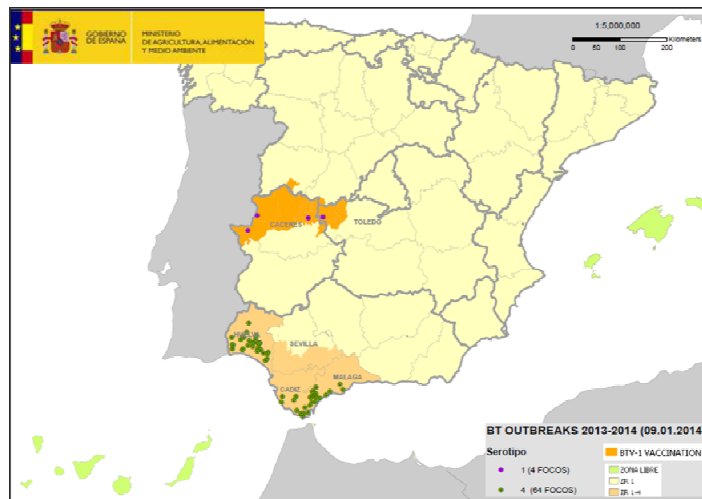 GOBIERNO
DE ESPAÑA
MINISTERIO
DE AGRICULTURA, ALIMENTACIÓN
Y MEDIO AMBIENTE
1:5,000,000
0 50 100 200
Kilometers
CACERES
TOLEDO
HUELVA
SEVILLA
MALAGA
CADIZ
BT OUTBREAKS 2013-2014 (09.01.2014
Serotipo
1 (4 FOCOS)
4 (64 FOCOS)
BTV-1 VACCINATION
ZONA LIBRE
ZR 1
ZR 1-4